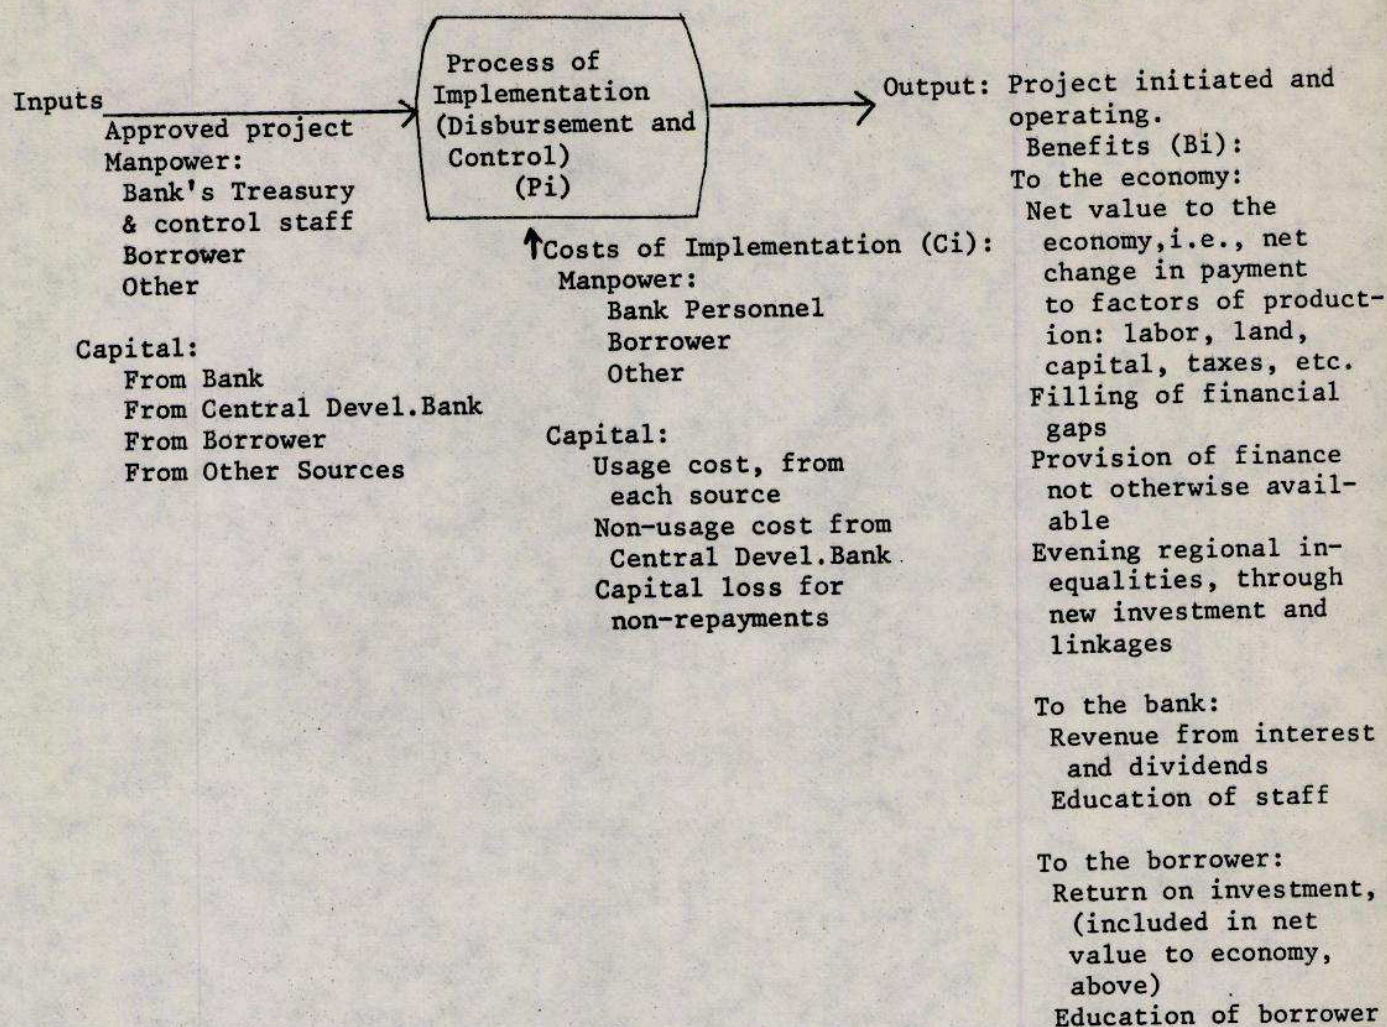 Inputs
Approved project
Manpower:
Bank's Treasury
& control staff
Borrower
Other
Capital:
From Bank
From Central Devel.Bank
From Borrower
From Other Sources
Process of
Implementation
(Disbursement and
Control)
(Pi)
Costs of Implementation (Ci):
Manpower:
Bank Personnel
Borrower
Other
Capital:
Usage cost, from
each source
Non-usage cost from
Central Devel.Bank
Capital loss for
non-repayments
Output: Project initiated and
operating.
Benefits (Bi):
To the economy:
Net value to the
economy,i.e., net
change in payment
to factors of product-
ion: labor, land,
capital, taxes, etc.
Filling of financial
gaps
Provision of finance
not otherwise avail-
able
Evening regional in-
equalities, through
new investment and
linkages
To the bank:
Revenue from interest
and dividends
Education of staff
To the borrower:
Return on investment,
(included in net
value to economy,
above)
Education of borrower